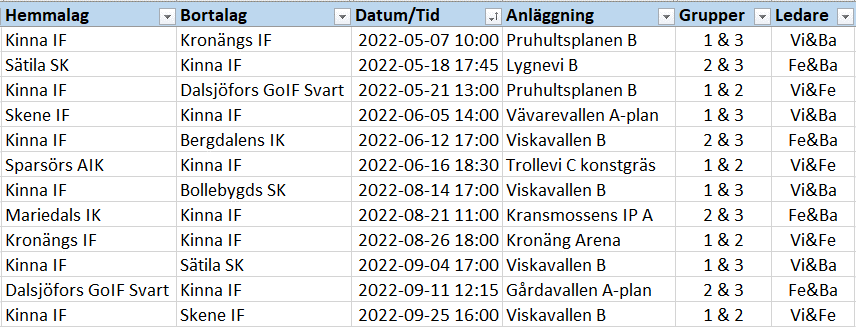 Hemmalag Bortalag Datum/Tid Anläggning Grupper Ledare
Kinna IF Kronängs IF 2022-05-07 10:00 Pruhultsplanen B 1 & 3 Vi&Ba
Sätila SK Kinna IF 2022-05-18 17:45 Lygnevi B 2 & 3 Fe&Ba
Kinna IF Dalsjöfors GoIF Svart 2022-05-21 13:00 Pruhultsplanen B 1 & 2 Vi&Fe
Skene IF Kinna IF 2022-06-05 14:00 Vävarevallen A-plan 1 & 3 Vi&Ba
Kinna IF Bergdalens IK 2022-06-12 17:00 Viskavallen B 2 & 3 Fe&Ba
Sparsörs AIK Kinna IF 2022-06-16 18:30 Trollevi C konstgräs 1 & 2 Vi&Fe
Kinna IF Bollebygds SK 2022-08-14 17:00 Viskavallen B 1 & 3 Vi&Ba
Mariedals IK Kinna IF 2022-08-21 11:00 Kransmossens IP A 2 & 3 Fe&Ba
Kronängs IF Kinna IF 2022-08-26 18:00 Kronäng Arena 1 & 2 Vi&Fe
Kinna IF Sätila SK 2022-09-04 17:00 Viskavallen B 1 & 3 Vi&Ba
Dalsjöfors GoIF Svart Kinna IF 2022-09-11 12:15 Gårdavallen A-plan 2 & 3 Fe&Ba
Kinna IF Skene IF 2022-09-25 16:00 Viskavallen B 1 & 2 Vi&Fe